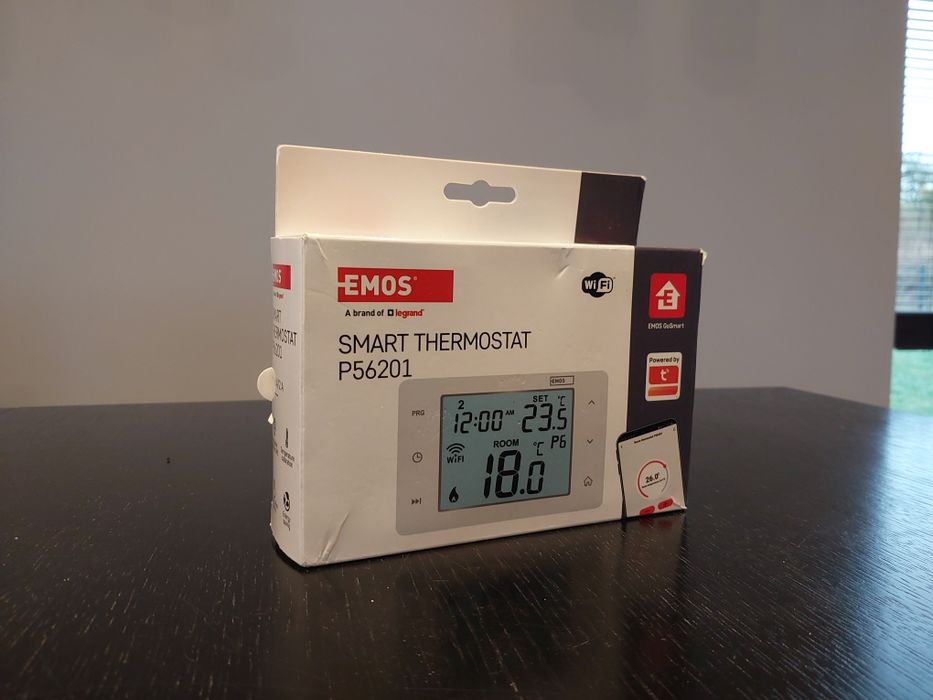 EMOS
A brand of legrand
SMART THERMOSTAT
P56201
WiFi
EMOS GoSmart
Powered by
EMOS
PRG
2
12:00 AM
SET
23.5 °C
P6
WiFi
ROOM
18.0 °C
26.0°
Energy